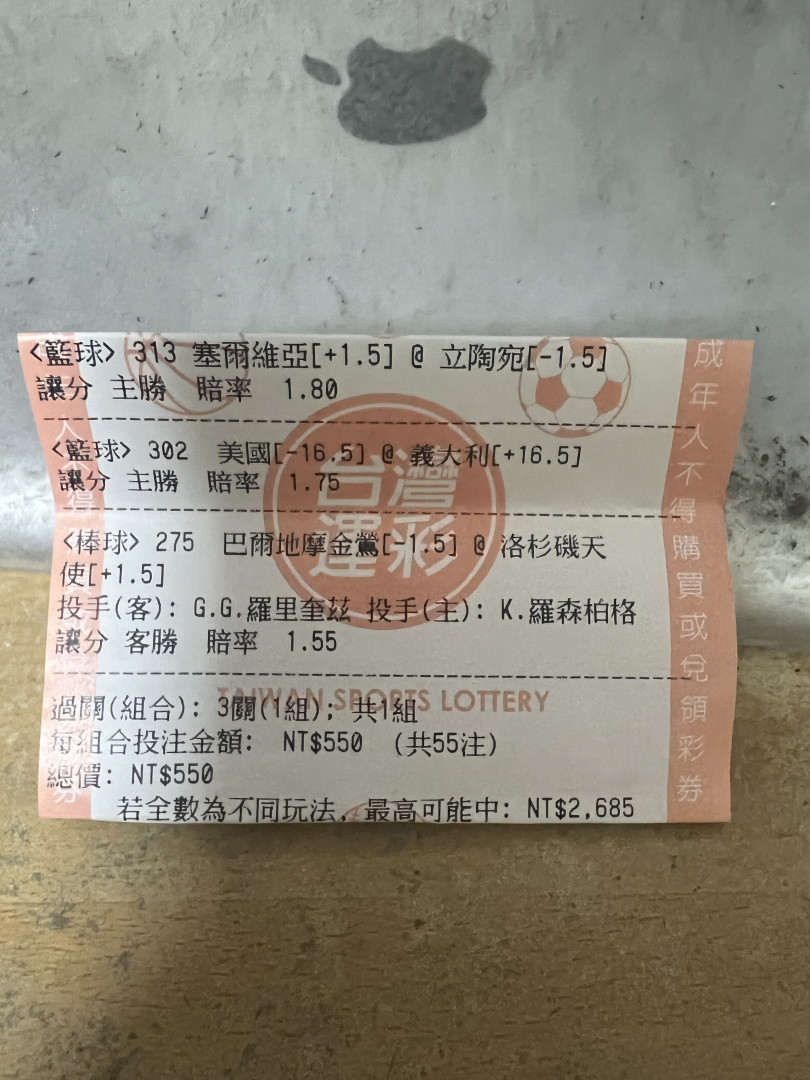 <籃球> 313 塞爾維亞[+1.5] @ 立陶宛[-1.5]
讓分 主勝 賠率 1.80
<籃球> 302 美國[-16.5] @ 義大利[+16.5]
讓分 主勝 賠率 1.75
<棒球> 275 巴爾地摩金鶯[-1.5] @ 洛杉磯天
使[+1.5]
投手(客): G.G.羅里奎茲 投手(主): K.羅森柏格
讓分 客勝 賠率 1.55
過關(組合): 3關(1組); 共1組
每組合投注金額: NT$550 (共55注)
總價: NT$550
若全數為不同玩法, 最高可能中: NT$2,685
台灣
運彩
TAIWAN SPORTS LOTTERY
成年人不得購買或兌領彩券